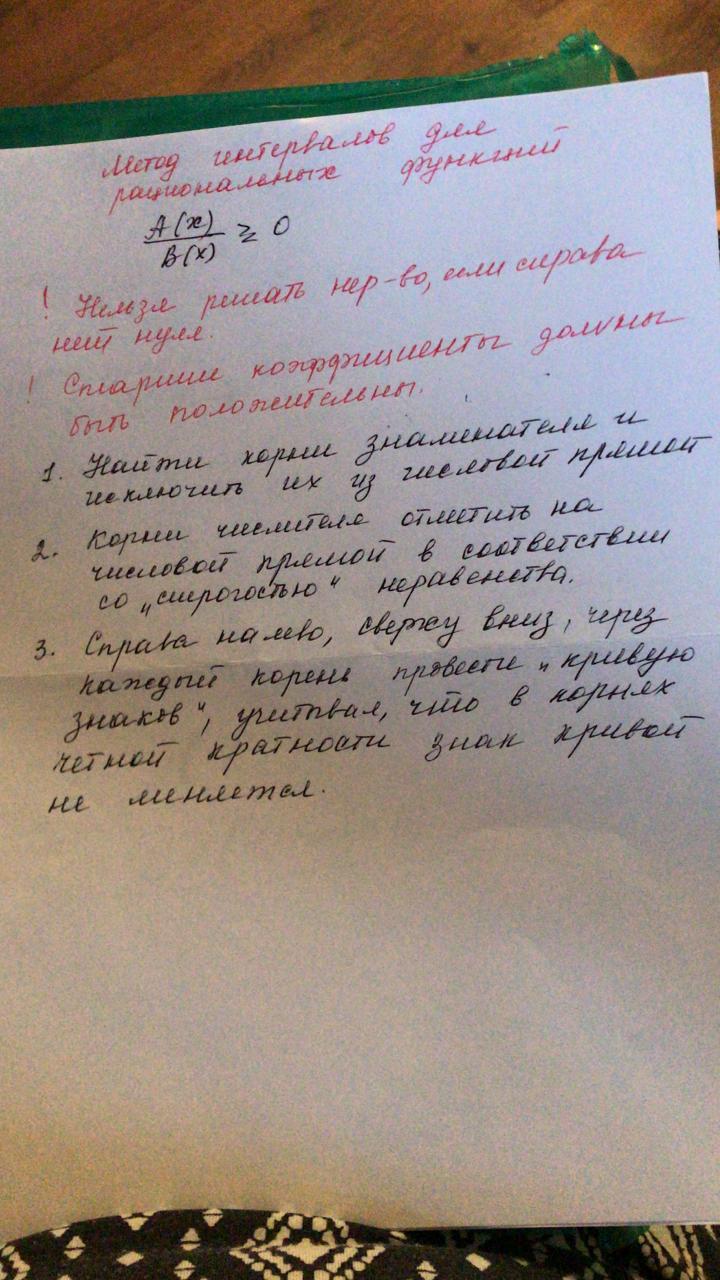 Метод интервалов для
рациональных функций
A(x)
B(x) ≥ 0
! Нельзя решать нер-во, если справа
нет нуля.
! Старшие коэффициенты должны
быть положительны.
1. Найти корни знаменателя и
исключить их из числовой прямой
2. Корни числителя отметить на
числовой прямой в соответствии
со „строгостью" неравенства.
3. Справа налево, сверху вниз, через
каждый корень провести „кривую
знаков", учитывая, что в корнях
четной кратности знак кривой
не меняется.